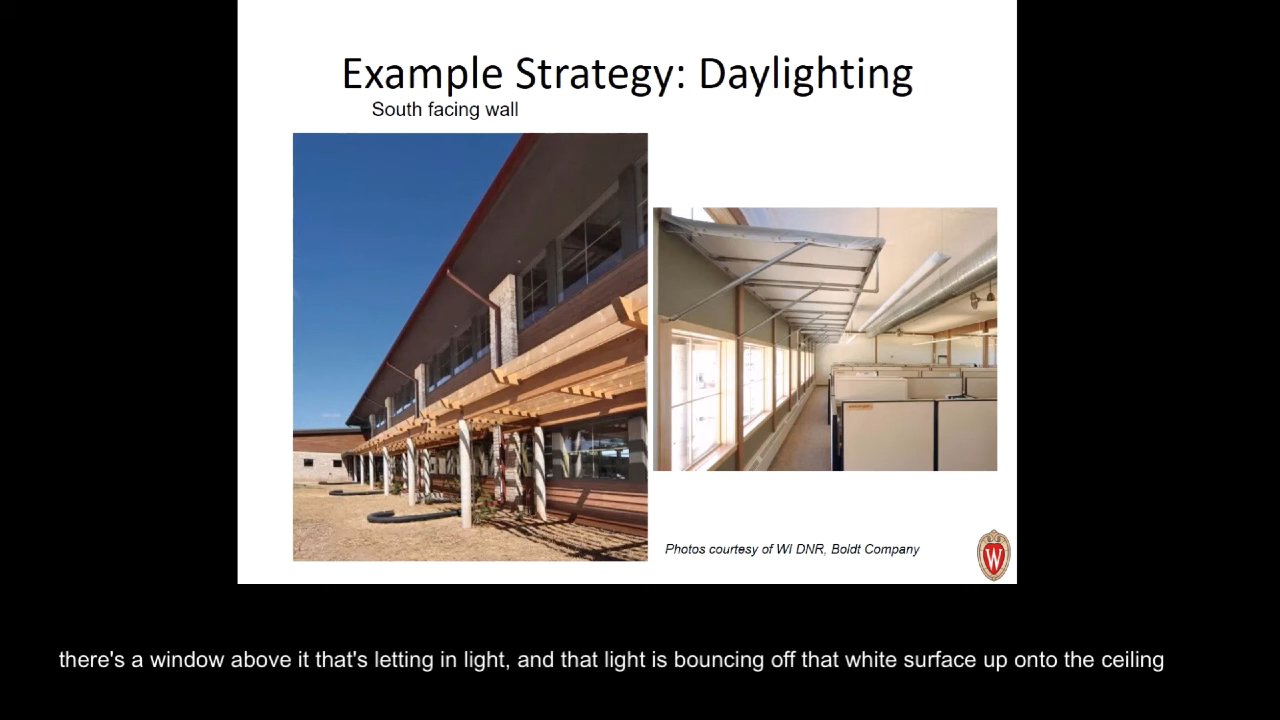 Example Strategy: Daylighting
South facing wall
Photos courtesy of WI DNR, Boldt Company
W
there's a window above it that's letting in light, and that light is bouncing off that white surface up onto the ceiling